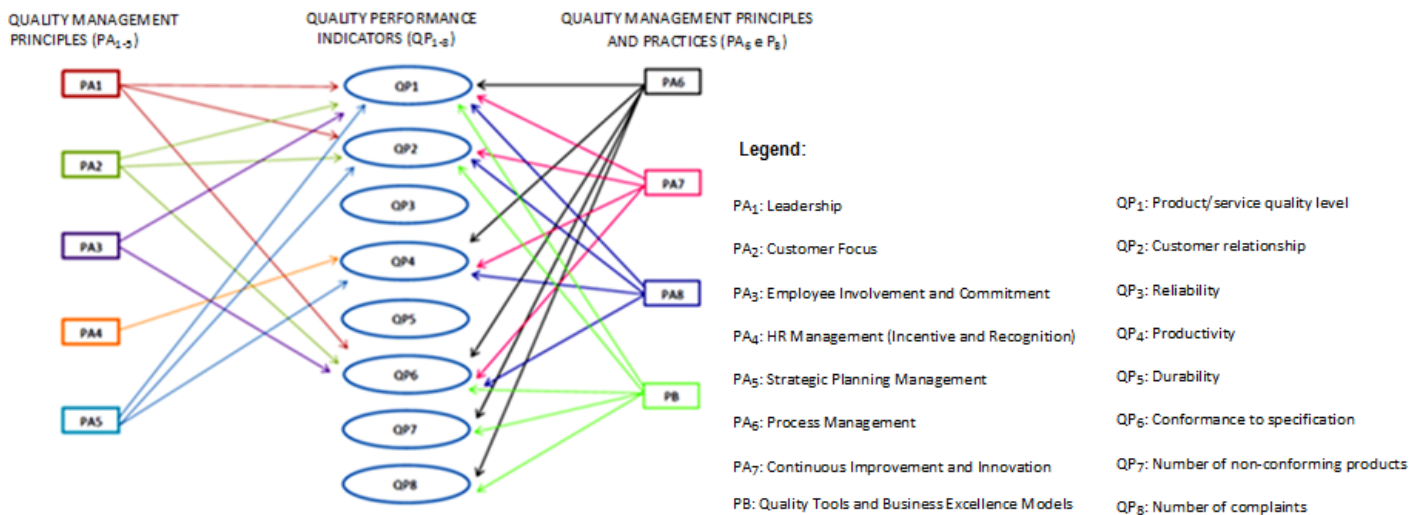 QUALITY MANAGEMENT
PRINCIPLES (PA1-5)
QUALITY PERFORMANCE
INDICATORS (QP1-8)
QUALITY MANAGEMENT PRINCIPLES
AND PRACTICES (PA6 e PB)
PA1
PA2
PA3
PA4
PA5
QP1
QP2
QP3
QP4
QP5
QP6
QP7
QP8
PA6
PA7
PA8
PB
Legend:
PA1: Leadership
PA2: Customer Focus
PA3: Employee Involvement and Commitment
PA4: HR Management (Incentive and Recognition)
PA5: Strategic Planning Management
PA6: Process Management
PA7: Continuous Improvement and Innovation
PB: Quality Tools and Business Excellence Models
QP1: Product/service quality level
QP2: Customer relationship
QP3: Reliability
QP4: Productivity
QP5: Durability
QP6: Conformance to specification
QP7: Number of non-conforming products
QP8: Number of complaints